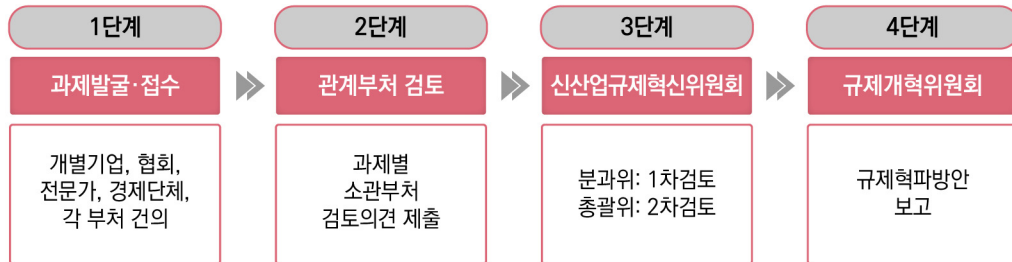 1단계
과제발굴·접수
개별기업, 협회,
전문가, 경제단체,
각 부처 건의
2단계
관계부처 검토
과제별
소관부처
검토의견 제출
3단계
신산업규제혁신위원회
분과위: 1차검토
총괄위: 2차검토
4단계
규제개혁위원회
규제혁파방안
보고